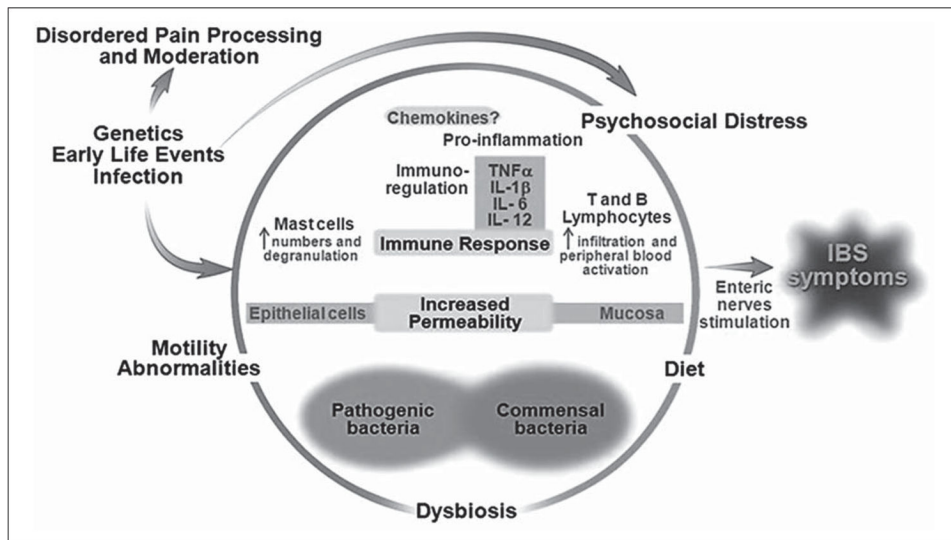 Disordered Pain Processing
and Moderation
Genetics
Early Life Events
Infection
Psychosocial Distress
Chemokines?
Pro-inflammation
Immuno-
regulation
TNFα
IL-1β
IL- 6
IL- 12
T and B
Lymphocytes
↑ infiltration and
peripheral blood
activation
Mast cells
↑ numbers and
degranulation
Immune Response
IBS
symptoms
Enteric
nerves
stimulation
Epithelial cells
Increased
Permeability
Mucosa
Motility
Abnormalities
Diet
Pathogenic
bacteria
Commensal
bacteria
Dysbiosis